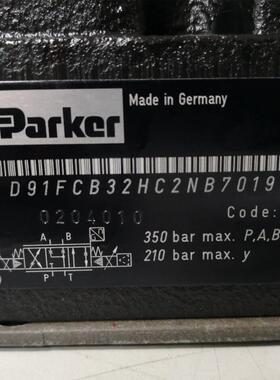 Made in Germany
Parker
D91FCB32HC2NB7019
0204010
Code:
A B
P T
350 bar max. P,A,B
210 bar max. y